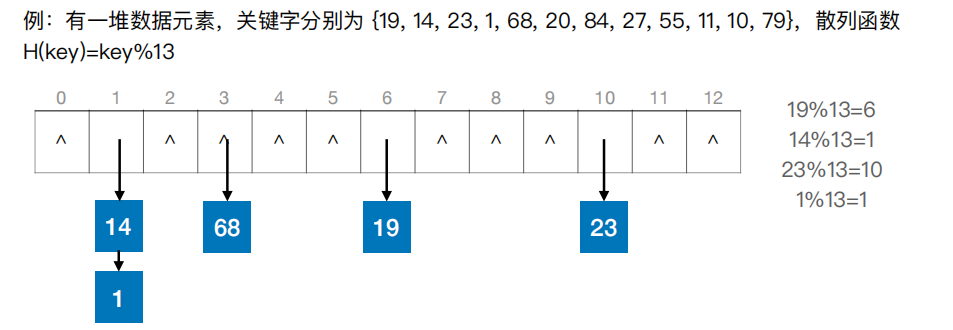 例：有一堆数据元素，关键字分别为 {19, 14, 23, 1, 68, 20, 84, 27, 55, 11, 10, 79}，散列函数
H(key)=key%13
0 1 2 3 4 5 6 7 8 9 10 11 12
^ ^ ^ ^ ^ ^ ^ ^ ^ ^
14 68 19 23
1
19%13=6
14%13=1
23%13=10
1%13=1